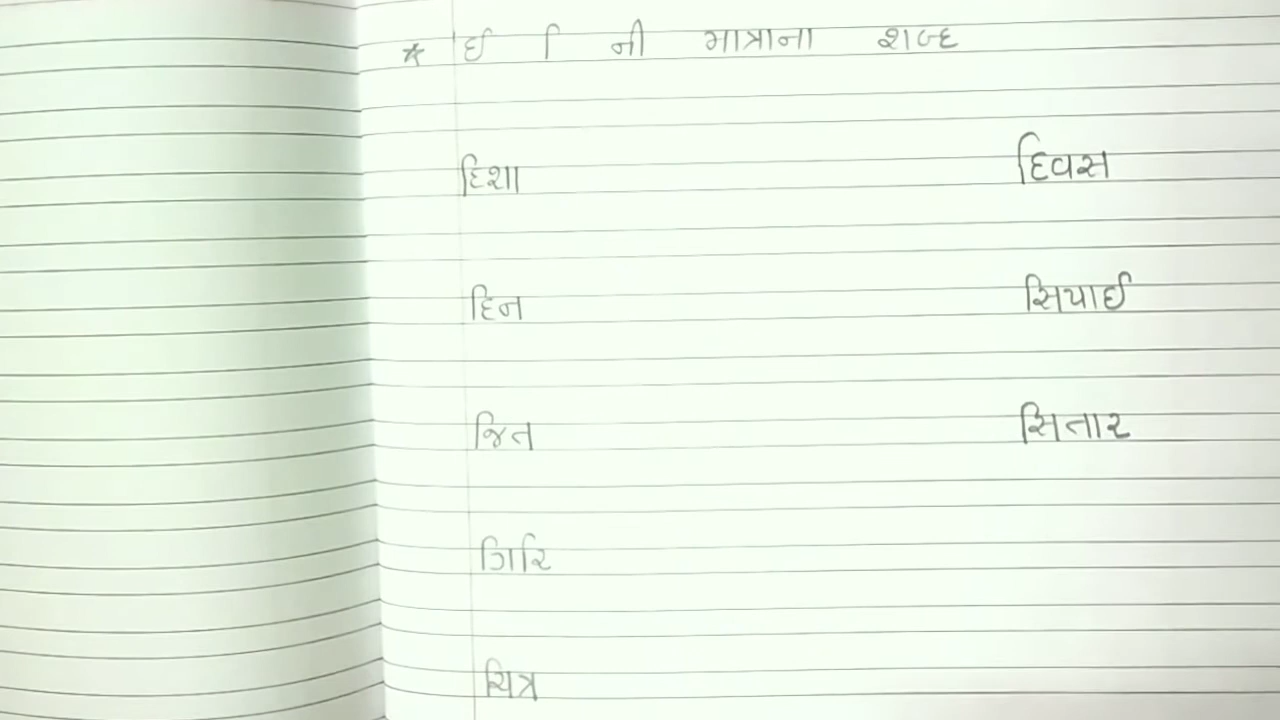 * ઈ િ ની માત્રાના શબ્દ
દિશા દિવસ
દિન સિપાઈ
જિત સિતાર
ગિરિ
ચિત્ર